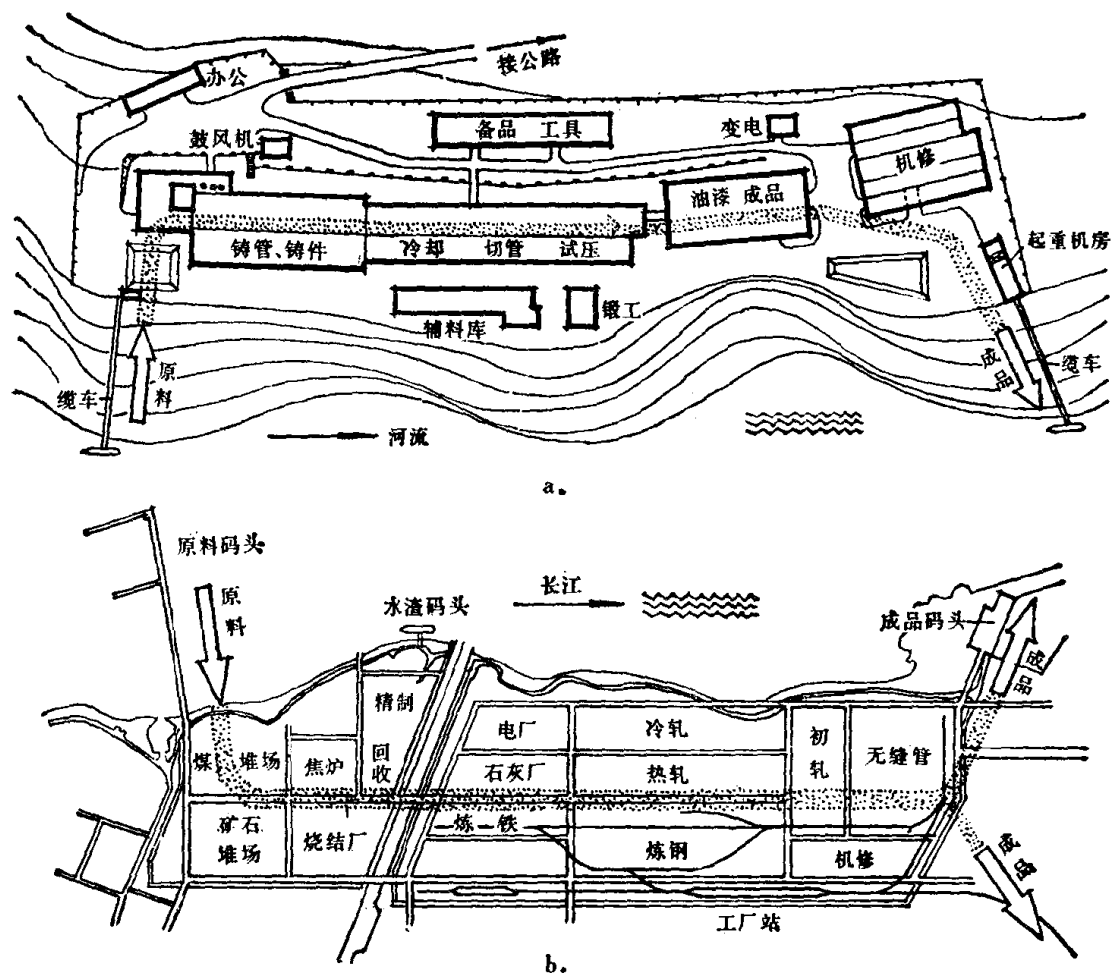 办公
接公路
鼓风机
备品 工具
变电
机修
油漆 成品
铸管、铸件
冷却 切管 试压
起重机房
辅料库
锻工
原料
缆车
成品
缆车
河流
a.
原料码头
原料
水渣码头
长江
成品码头
成品
精制
回收
电厂
冷轧
初轧
无缝管
煤 堆场
焦炉
石灰厂
热轧
矿石
堆场
烧结厂
炼铁
炼钢
机修
成品
工厂站
b.